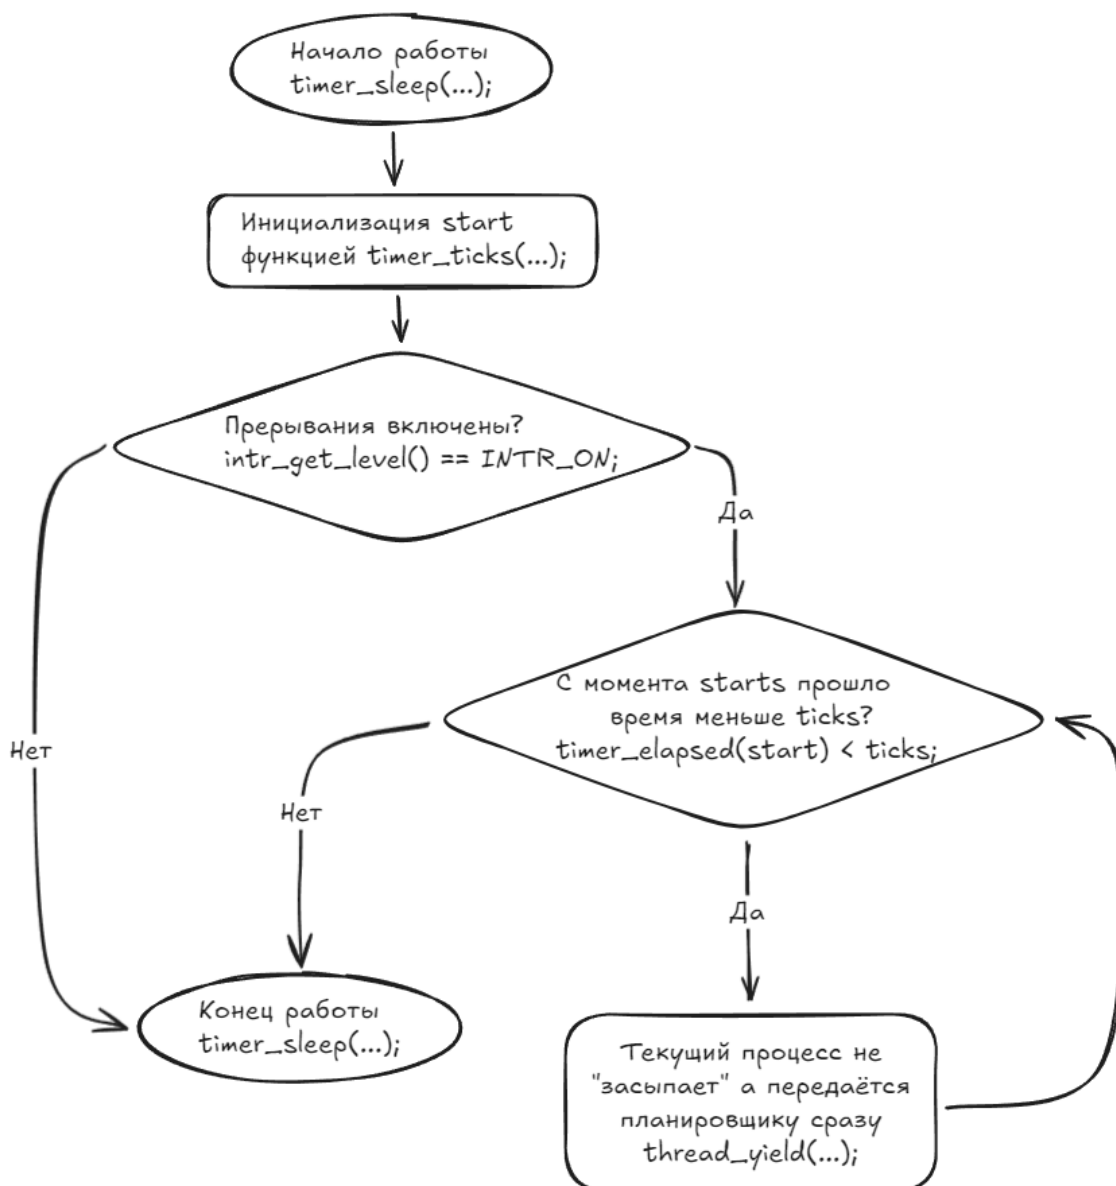 Начало работы
timer_sleep(...);
Инициализация start
функцией timer_ticks(...);
Прерывания включены?
intr_get_level() == INTR_ON;
Да
С момента starts прошло
время меньше ticks?
timer_elapsed(start) < ticks;
Нет
Нет
Да
Конец работы
timer_sleep(...);
Текущий процесс не
"засыпает" а передаётся
планировщику сразу
thread_yield(...);